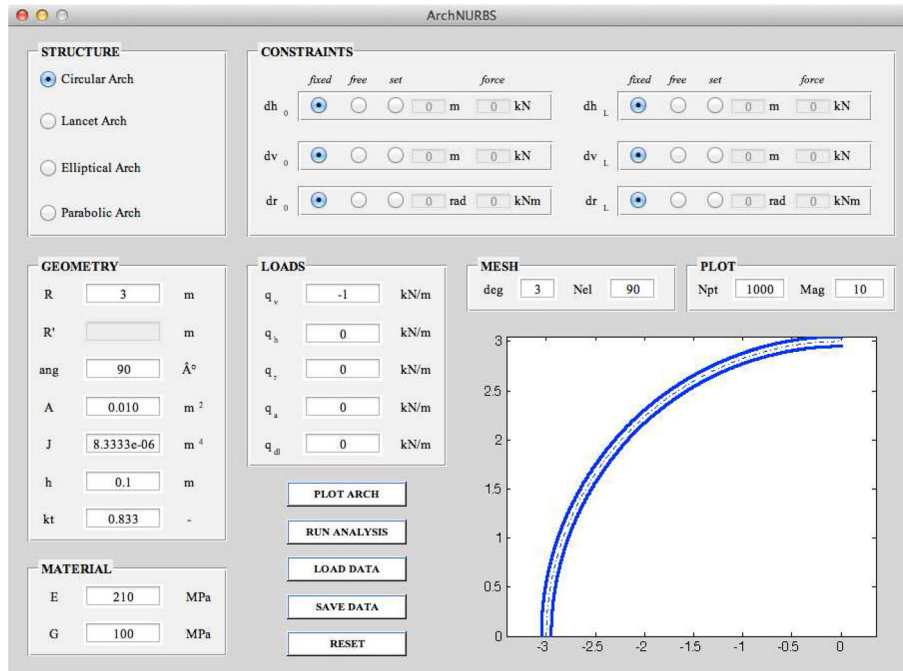 ArchNURBS
STRUCTURE
Circular Arch
Lancet Arch
Elliptical Arch
Parabolic Arch
CONSTRAINTS
fixed free set force
dh 0 0 m 0 kN
dv 0 0 m 0 kN
dr 0 0 rad 0 kNm
fixed free set force
dh L 0 m 0 kN
dv L 0 m 0 kN
dr L 0 rad 0 kNm
GEOMETRY
R 3 m
R' m
ang 90 Â°
A 0.010 m 2
J 8.3333e-06 m 4
h 0.1 m
kt 0.833 -
MATERIAL
E 210 MPa
G 100 MPa
LOADS
q v -1 kN/m
q h 0 kN/m
q r 0 kN/m
q a 0 kN/m
q dl 0 kN/m
PLOT ARCH
RUN ANALYSIS
LOAD DATA
SAVE DATA
RESET
MESH
deg 3 Nel 90
PLOT
Npt 1000 Mag 10
3
2.5
2
1.5
1
0.5
0
-3 -2.5 -2 -1.5 -1 -0.5 0